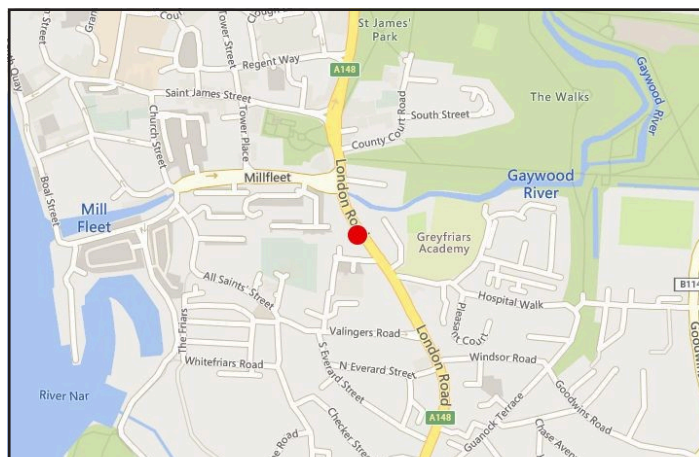 St James'
Park
Regent Way
Tower Street
A148
Saint James Street
The Walks
Gaywood
River
South Street
County Court Road
Church Street
Tower Place
Millfleet
London Road
Boal Street
Mill
Fleet
Gaywood
River
Greyfriars
Academy
All Saints' Street
Hospital Walk
B114
Pleasant Court
The Friars
Valingers Road
London Road
Windsor Road
Whitefriars Road
N Everard Street
S Everard Street
River Nar
A148
Goodwins Road
Guanock Terrace
Checker Street
Chase Avenue